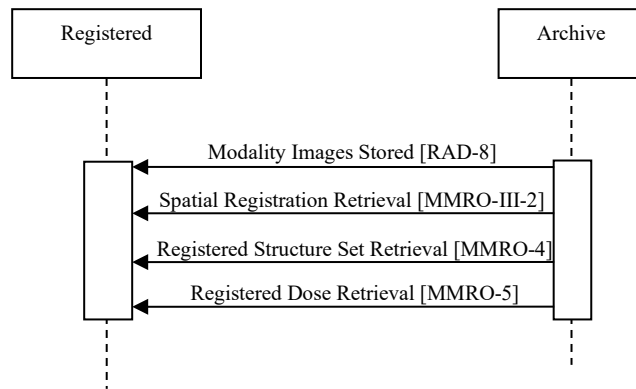 Registered
Archive
Modality Images Stored [RAD-8]
Spatial Registration Retrieval [MMRO-III-2]
Registered Structure Set Retrieval [MMRO-4]
Registered Dose Retrieval [MMRO-5]